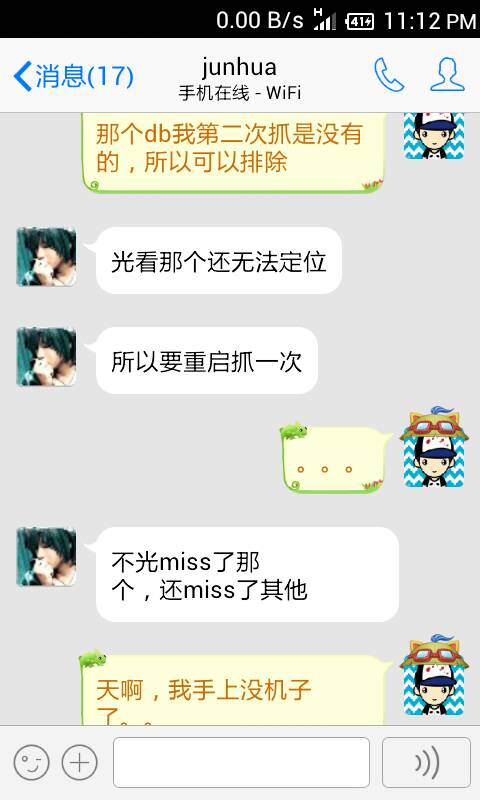 0.00 B/s H 41 11:12 PM
消息(17)
junhua
手机在线 - WiFi
那个db我第二次抓是没有
的，所以可以排除
光看那个还无法定位
所以要重启抓一次
。。。
不光miss了那
个，还miss了其他
天啊，我手上没机子
了。。